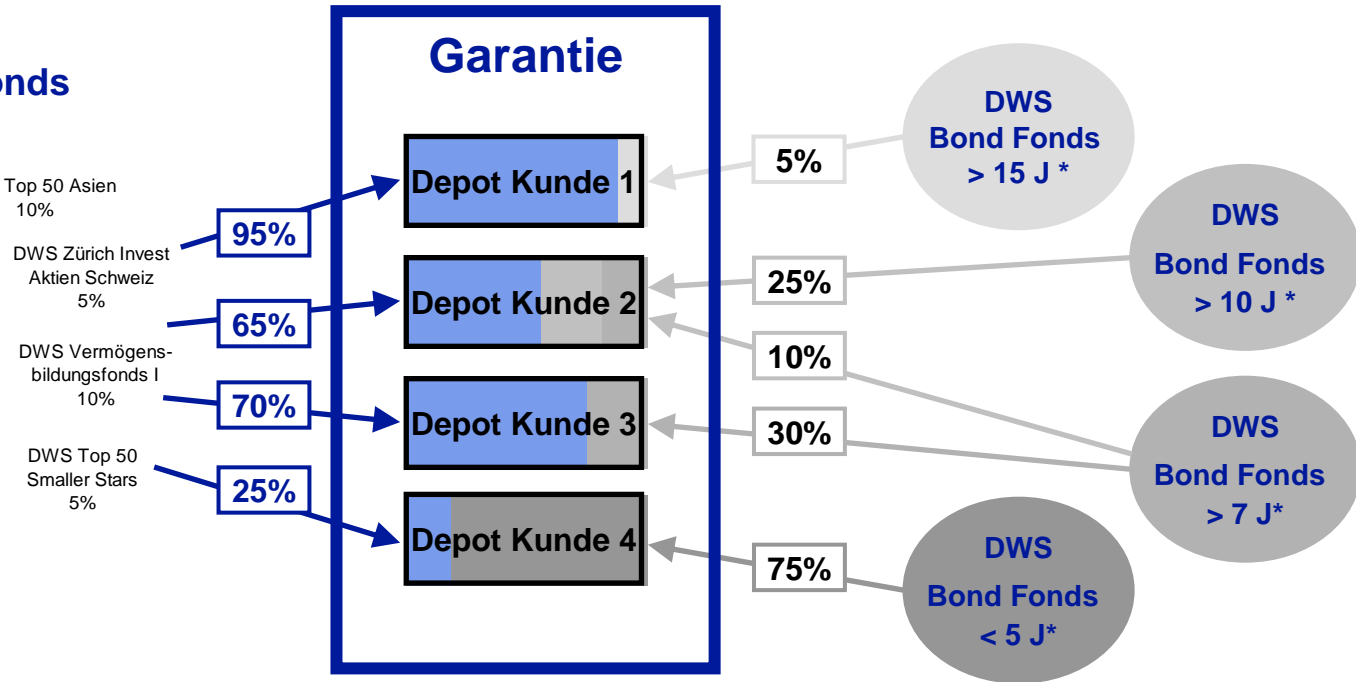 Garantie
onds
Top 50 Asien
10%
DWS Zürich Invest
Aktien Schweiz
5%
DWS Vermögens-
bildungsfonds I
10%
DWS Top 50
Smaller Stars
5%
95%
65%
70%
25%
Depot Kunde 1
Depot Kunde 2
Depot Kunde 3
Depot Kunde 4
5%
25%
10%
30%
75%
DWS
Bond Fonds
> 15 J *
DWS
Bond Fonds
> 10 J *
DWS
Bond Fonds
> 7 J*
DWS
Bond Fonds
< 5 J*